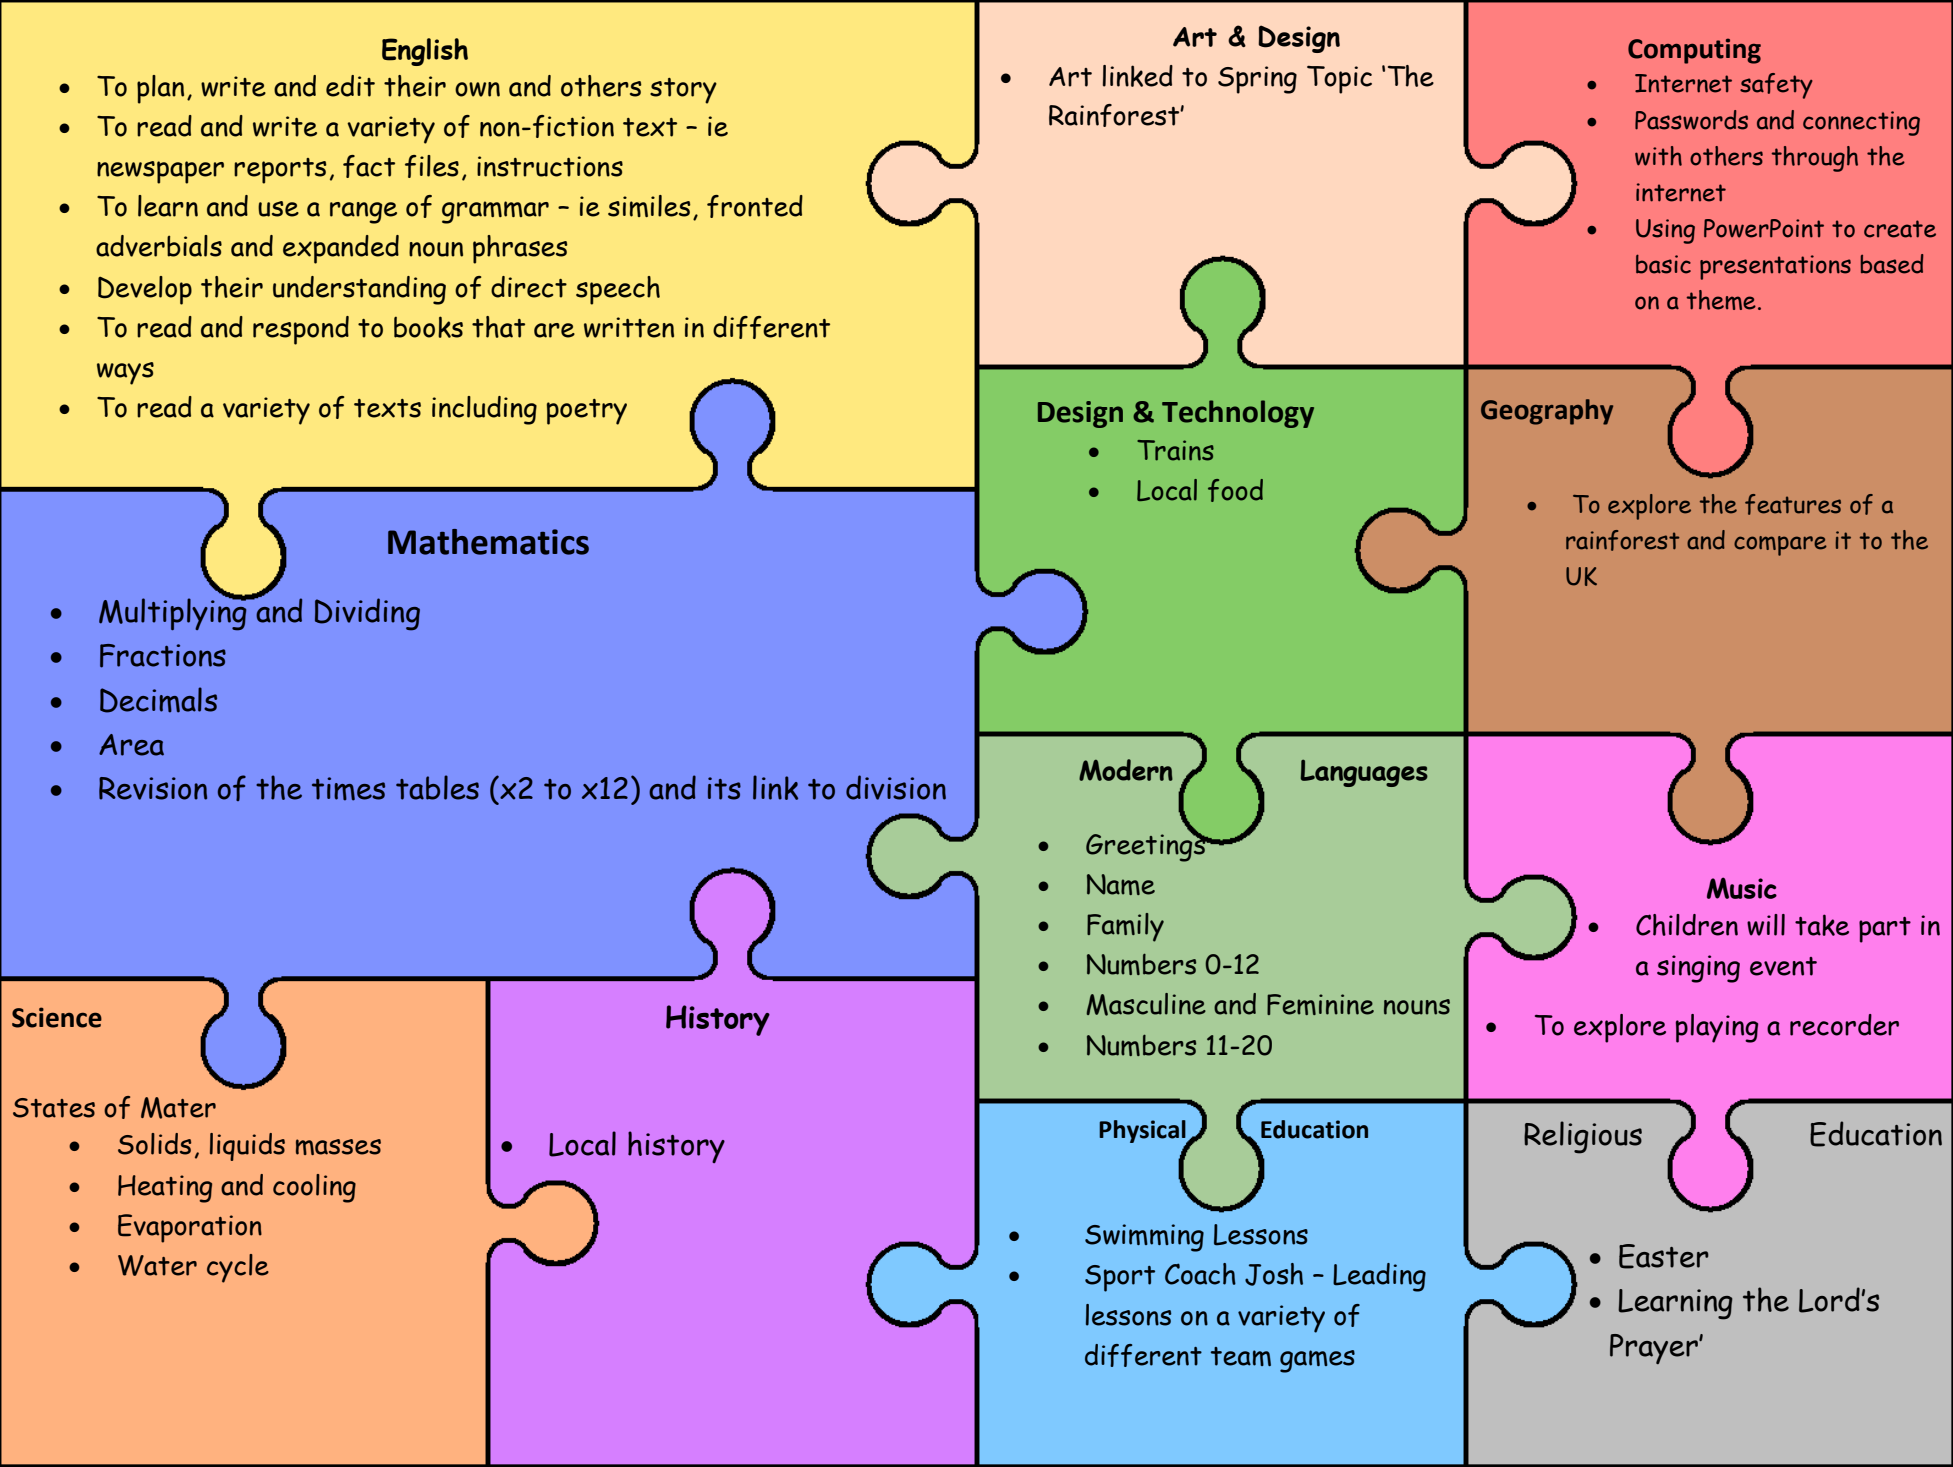 English
• To plan, write and edit their own and others story
• To read and write a variety of non-fiction text – ie
newspaper reports, fact files, instructions
• To learn and use a range of grammar – ie similes, fronted
adverbials and expanded noun phrases
• Develop their understanding of direct speech
• To read and respond to books that are written in different
ways
• To read a variety of texts including poetry
Art & Design
• Art linked to Spring Topic ‘The
Rainforest’
Computing
• Internet safety
• Passwords and connecting
with others through the
internet
• Using PowerPoint to create
basic presentations based
on a theme.
Mathematics
• Multiplying and Dividing
• Fractions
• Decimals
• Area
• Revision of the times tables (x2 to x12) and its link to division
Design & Technology
• Trains
• Local food
Geography
• To explore the features of a
rainforest and compare it to the
UK
Modern Languages
• Greetings
• Name
• Family
• Numbers 0-12
• Masculine and Feminine nouns
• Numbers 11-20
Music
• Children will take part in
a singing event
• To explore playing a recorder
Science
States of Mater
• Solids, liquids masses
• Heating and cooling
• Evaporation
• Water cycle
History
• Local history
Physical Education
• Swimming Lessons
• Sport Coach Josh – Leading
lessons on a variety of
different team games
Religious Education
• Easter
• Learning the Lord’s
Prayer’